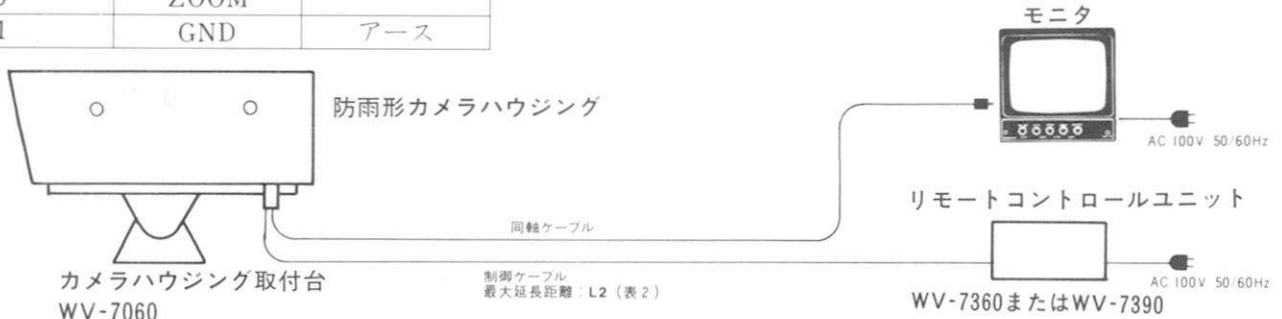 ZOOM
GND アース
モニタ
防雨形カメラハウジング
AC 100V 50/60Hz
リモートコントロールユニット
同軸ケーブル
カメラハウジング取付台
WV-7060
制御ケーブル
最大延長距離：L2（表2）
AC 100V 50/60Hz
WV-7360またはWV-7390